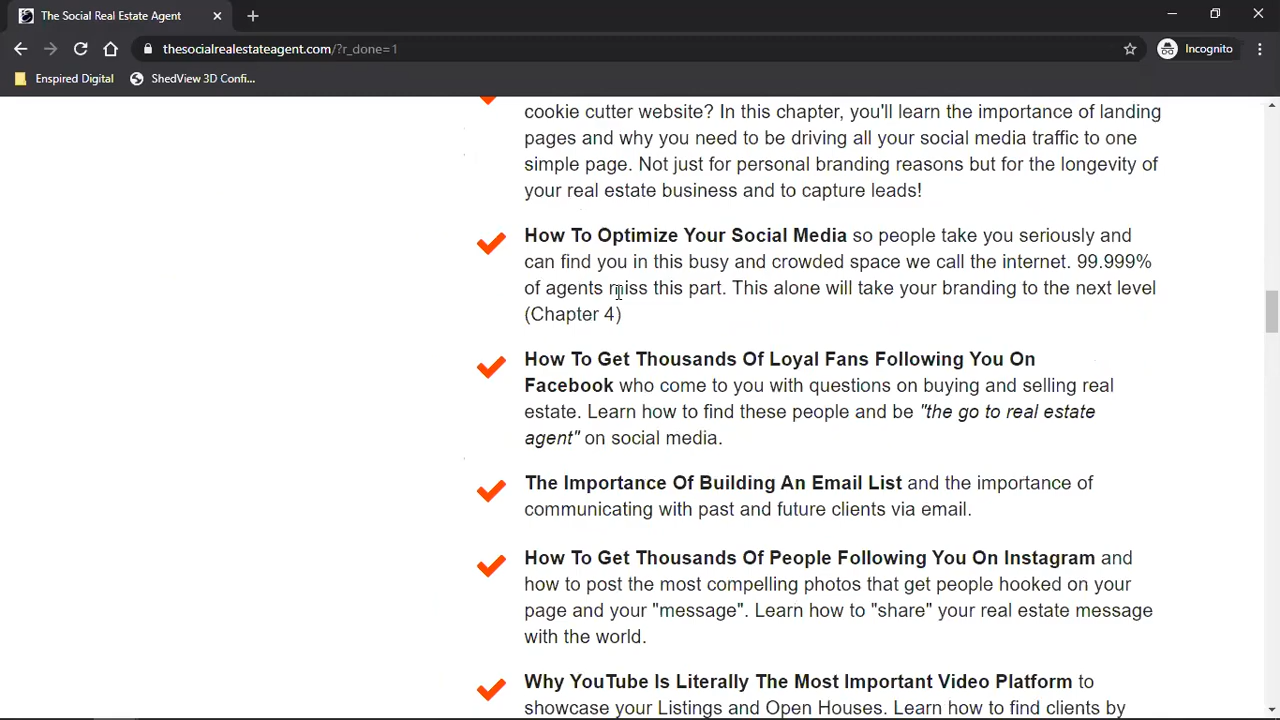 The Social Real Estate Agent
thesocialrealestateagent.com/?r_done=1
Incognito
Enspired Digital
ShedView 3D Confi...
cookie cutter website? In this chapter, you'll learn the importance of landing
pages and why you need to be driving all your social media traffic to one
simple page. Not just for personal branding reasons but for the longevity of
your real estate business and to capture leads!
How To Optimize Your Social Media so people take you seriously and
can find you in this busy and crowded space we call the internet. 99.999%
of agents miss this part. This alone will take your branding to the next level
(Chapter 4)
How To Get Thousands Of Loyal Fans Following You On
Facebook who come to you with questions on buying and selling real
estate. Learn how to find these people and be "the go to real estate
agent" on social media.
The Importance Of Building An Email List and the importance of
communicating with past and future clients via email.
How To Get Thousands Of People Following You On Instagram and
how to post the most compelling photos that get people hooked on your
page and your "message". Learn how to "share" your real estate message
with the world.
Why YouTube Is Literally The Most Important Video Platform to
showcase your Listings and Open Houses. Learn how to find clients by